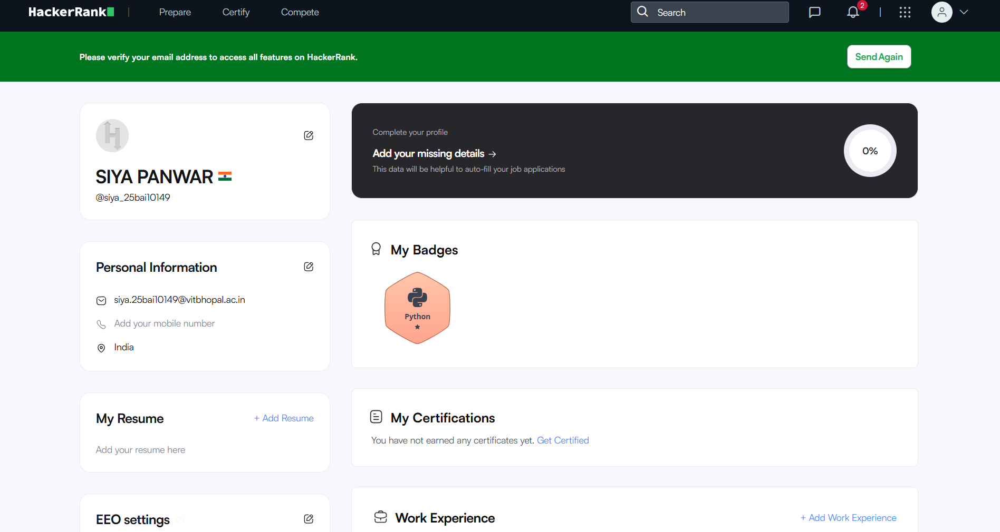 HackerRank
Prepare
Certify
Compete
Search
2
Please verify your email address to access all features on HackerRank.
Send Again
SIYA PANWAR
@siya_25bai10149
Complete your profile
Add your missing details →
This data will be helpful to auto-fill your job applications
0%
Personal Information
siya.25bai10149@vitbhopal.ac.in
Add your mobile number
India
My Badges
Python
My Resume
+ Add Resume
Add your resume here
My Certifications
You have not earned any certificates yet. Get Certified
EEO settings
Work Experience
+ Add Work Experience